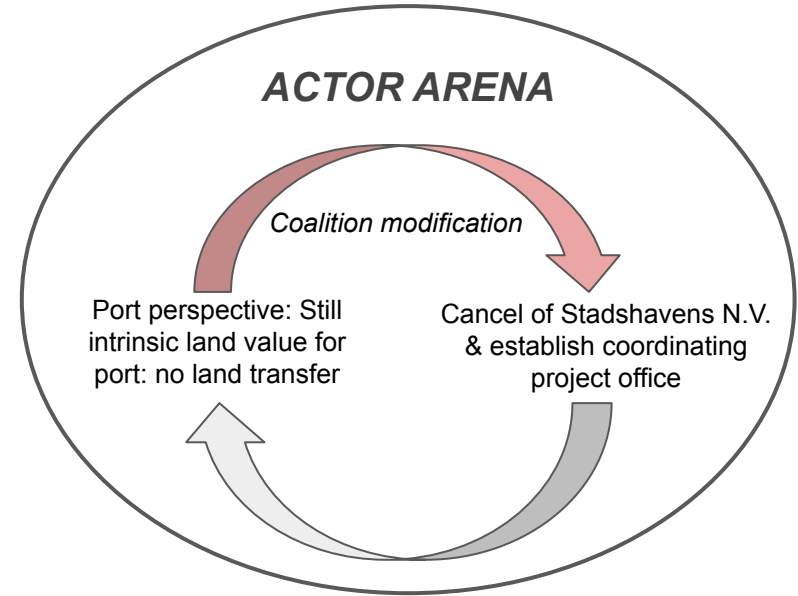 ACTOR ARENA
Coalition modification
Port perspective: Still
intrinsic land value for
port: no land transfer
Cancel of Stadshavens N.V.
& establish coordinating
project office